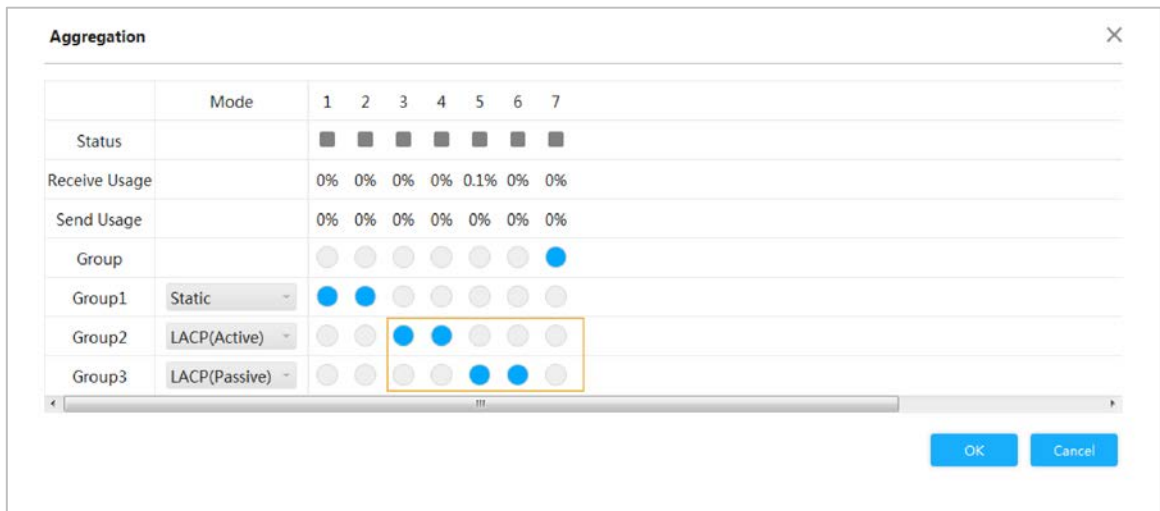 Aggregation
Mode 1 2 3 4 5 6 7
Status
Receive Usage 0% 0% 0% 0% 0.1% 0% 0%
Send Usage 0% 0% 0% 0% 0% 0% 0%
Group
Group1 Static
Group2 LACP(Active)
Group3 LACP(Passive)
OK Cancel